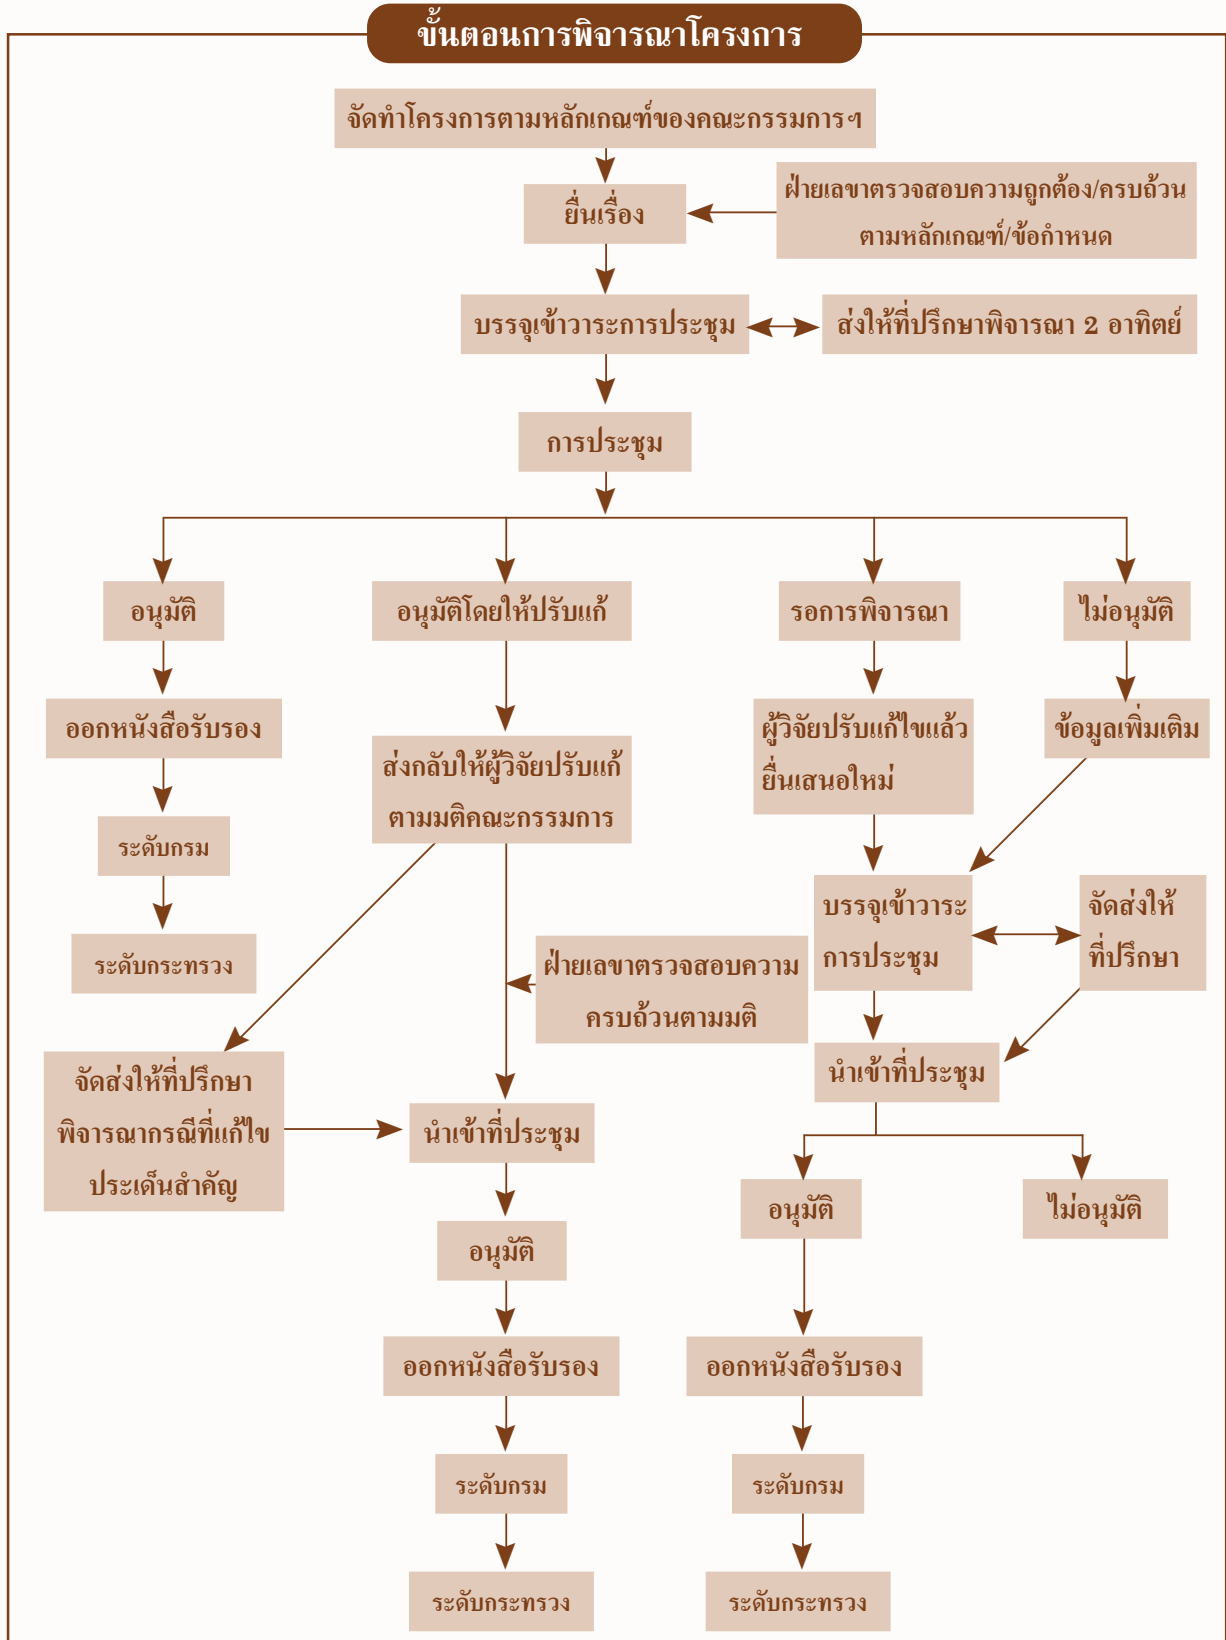 ขั้นตอนการพิจารณาโครงการ
จัดทำโครงการตามหลักเกณฑ์ของคณะกรรมการฯ
ยื่นเรื่อง
ฝ่ายเลขาตรวจสอบความถูกต้อง/ครบถ้วน
ตามหลักเกณฑ์/ข้อกำหนด
บรรจุเข้าวาระการประชุม
ส่งให้ที่ปรึกษาพิจารณา 2 อาทิตย์
การประชุม
อนุมัติ
อนุมัติโดยให้ปรับแก้
รอการพิจารณา
ไม่อนุมัติ
ออกหนังสือรับรอง
ส่งกลับให้ผู้วิจัยปรับแก้
ตามมติคณะกรรมการ
ผู้วิจัยปรับแก้ไขแล้ว
ยื่นเสนอใหม่
ข้อมูลเพิ่มเติม
ระดับกรม
ระดับกระทรวง
บรรจุเข้าวาระ
การประชุม
จัดส่งให้
ที่ปรึกษา
ฝ่ายเลขาตรวจสอบความ
ครบถ้วนตามมติ
จัดส่งให้ที่ปรึกษา
พิจารณากรณีที่แก้ไข
ประเด็นสำคัญ
นำเข้าที่ประชุม
นำเข้าที่ประชุม
อนุมัติ
อนุมัติ
ไม่อนุมัติ
ออกหนังสือรับรอง
ออกหนังสือรับรอง
ระดับกรม
ระดับกรม
ระดับกระทรวง
ระดับกระทรวง